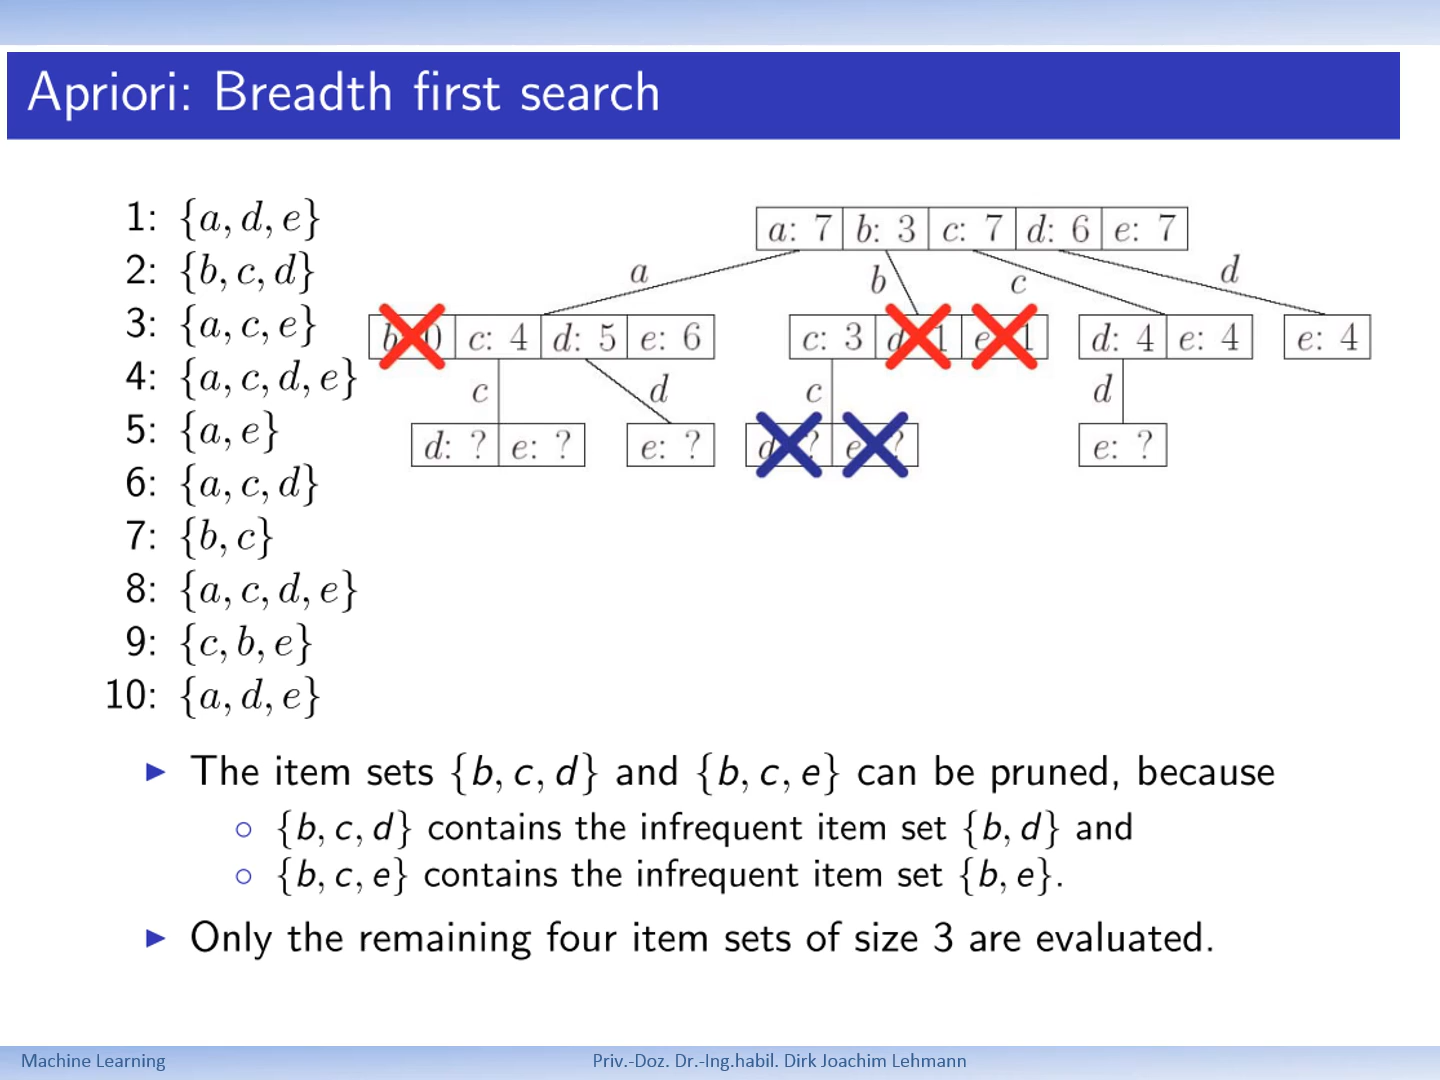 Apriori: Breadth first search
1: {a, d, e}
2: {b, c, d}
3: {a, c, e}
4: {a, c, d, e}
5: {a, e}
6: {a, c, d}
7: {b, c}
8: {a, c, d, e}
9: {c, b, e}
10: {a, d, e}
a: 7 b: 3 c: 7 d: 6 e: 7
a b c d
b: 0 c: 4 d: 5 e: 6 c: 3 d: 1 e: 1 d: 4 e: 4 e: 4
c d c d
d: ? e: ? e: ? d: ? e: ? e: ?
▶ The item sets {b, c, d} and {b, c, e} can be pruned, because
○ {b, c, d} contains the infrequent item set {b, d} and
○ {b, c, e} contains the infrequent item set {b, e}.
▶ Only the remaining four item sets of size 3 are evaluated.
Machine Learning
Priv.-Doz. Dr.-Ing.habil. Dirk Joachim Lehmann